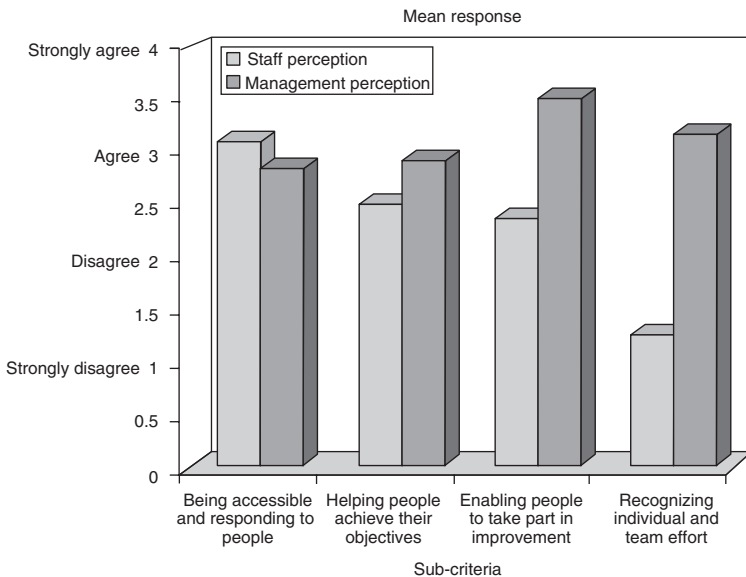 Mean response
Strongly agree 4
Staff perception
Management perception
3.5
Agree 3
2.5
Disagree 2
1.5
Strongly disagree 1
0.5
0
Being accessible
and responding to
people
Helping people
achieve their
objectives
Enabling people
to take part in
improvement
Recognizing
individual and
team effort
Sub-criteria